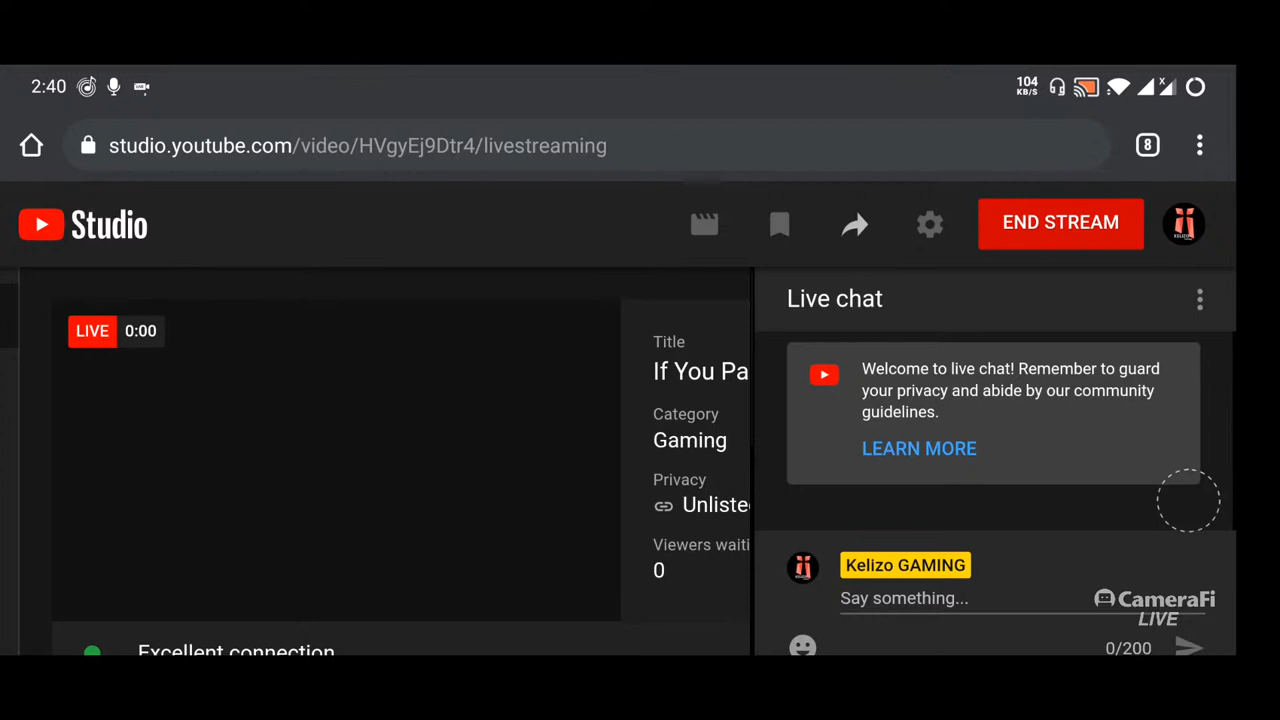 2:40
104
KB/S
X
studio.youtube.com/video/HVgyEj9Dtr4/livestreaming
8
Studio
END STREAM
LIVE 0:00
Title
If You Pa
Category
Gaming
Privacy
Unliste
Viewers waiti
0
Excellent connection
Live chat
Welcome to live chat! Remember to guard
your privacy and abide by our community
guidelines.
LEARN MORE
Kelizo GAMING
Say something...
0/200
CameraFi
LIVE